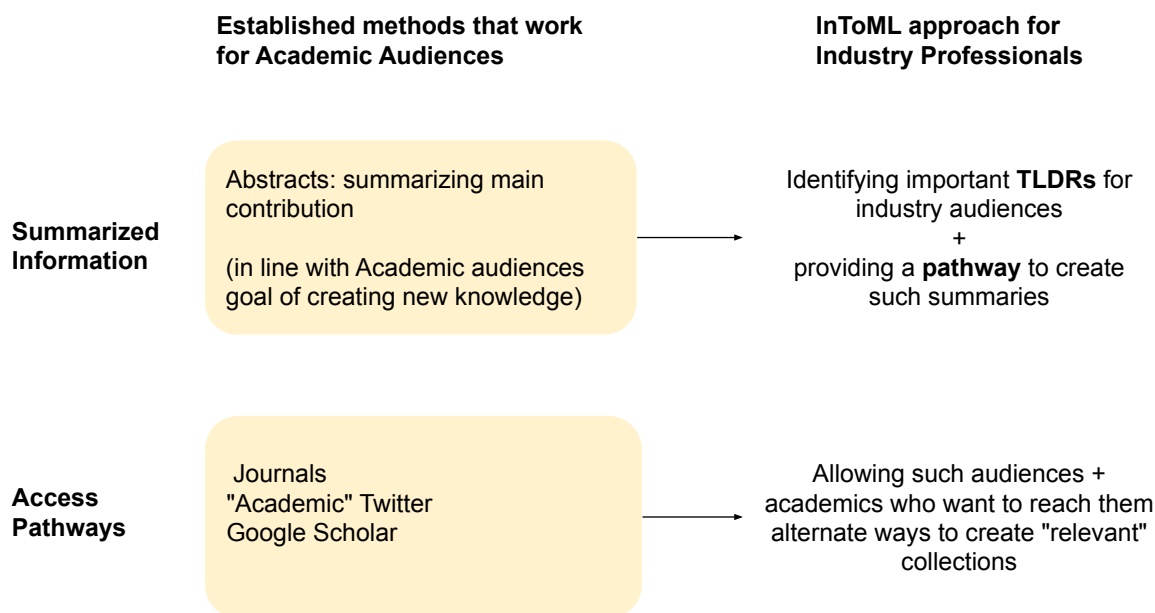 Established methods that work
for Academic Audiences
InToML approach for
Industry Professionals
Summarized
Information
Abstracts: summarizing main
contribution
(in line with Academic audiences
goal of creating new knowledge)
Identifying important TLDRs for
industry audiences
+
providing a pathway to create
such summaries
Access
Pathways
Journals
"Academic" Twitter
Google Scholar
Allowing such audiences +
academics who want to reach them
alternate ways to create "relevant"
collections